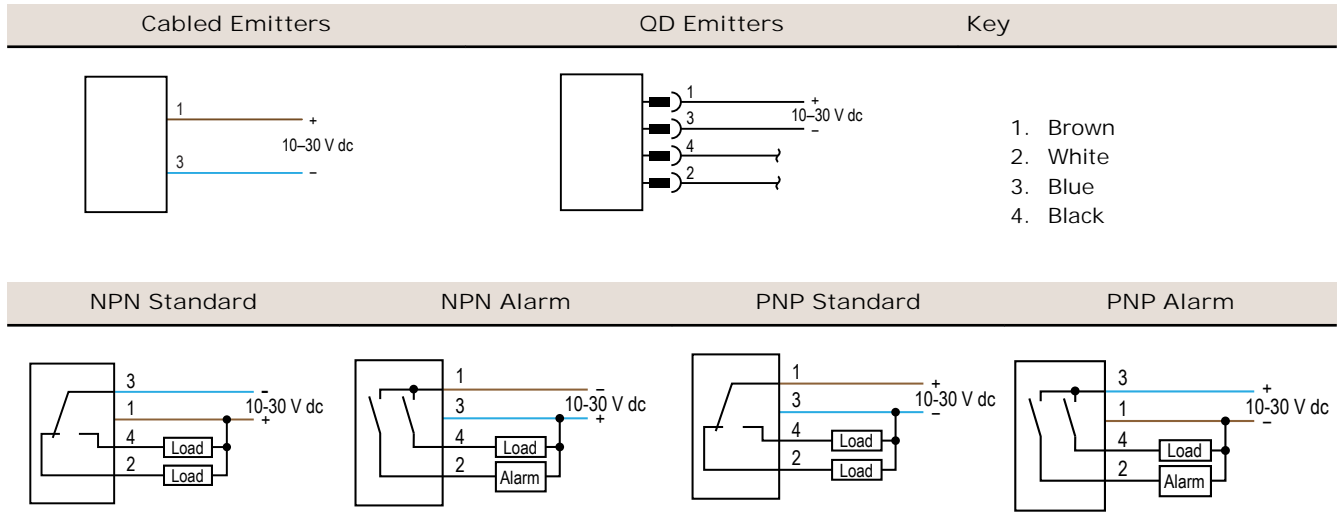 Cabled Emitters QD Emitters Key
1
+
10–30 V dc
3
–
1
+
10–30 V dc
3
–
4
2
1. Brown
2. White
3. Blue
4. Black
NPN Standard NPN Alarm PNP Standard PNP Alarm
3
–
10-30 V dc
1
+
4
Load
2
Load
1
–
10-30 V dc
3
+
4
Load
2
Alarm
1
+
10-30 V dc
3
–
4
Load
2
Load
3
+
10-30 V dc
1
–
4
Load
2
Alarm